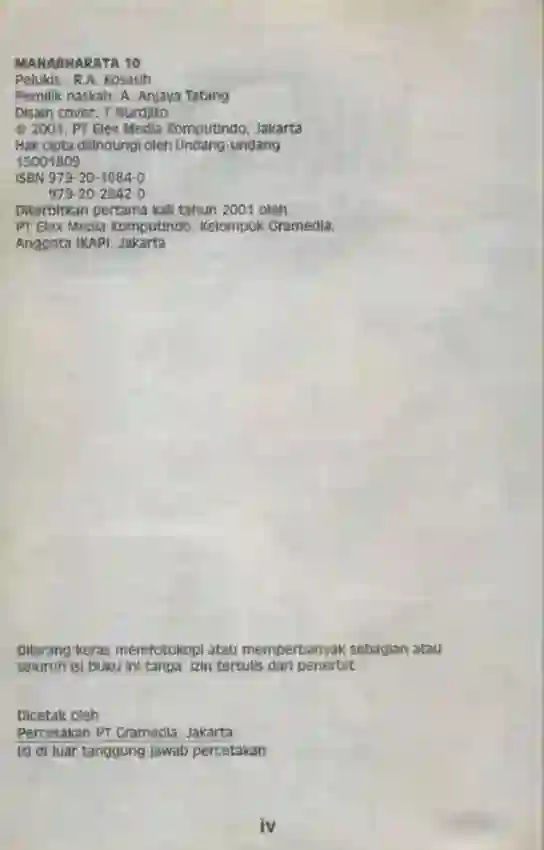 MAHABHARATA 10
Pelukis : R.A. Kosasih
Pemilik naskah: A. Anjaya Tatang
Disain cover: T Nurdjito
© 2001, PT Elex Media Komputindo, Jakarta
Hak cipta dilindungi oleh Undang-undang
15001809
ISBN 979-20-1684-0
979-20-2842-0
Diterbitkan pertama kali tahun 2001 oleh
PT Elex Media Komputindo, Kelompok Gramedia,
Anggota IKAPI, Jakarta
Dilarang keras memfotokopi atau memperbanyak sebagian atau
seluruh isi buku ini tanpa izin tertulis dari penerbit
Dicetak oleh
Percetakan PT Gramedia, Jakarta
Isi di luar tanggung jawab percetakan
iv